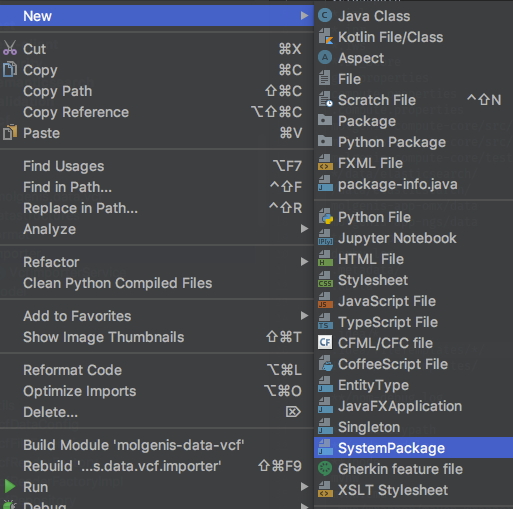 New
Cut ⌘X
Copy ⌘C
Copy Path ⇧⌘C
Copy Reference ⌥⇧⌘C
Paste ⌘V
Find Usages ⌥F7
Find in Path... ^⇧F
Replace in Path... ^⇧R
Analyze
Refactor
Clean Python Compiled Files
Add to Favorites
Show Image Thumbnails ⇧⌘T
Reformat Code ⌥⌘L
Optimize Imports ⌥⌘O
Delete... ⌦
Build Module 'molgenis-data-vcf'
Rebuild '...s.data.vcf.importer' ⇧⌘F9
Run
Debug
Java Class
Kotlin File/Class
Aspect
File
Scratch File ^⇧N
Package
Python Package
FXML File
package-info.java
Python File
Jupyter Notebook
HTML File
Stylesheet
JavaScript File
TypeScript File
CFML/CFC file
CoffeeScript File
EntityType
JavaFXApplication
Singleton
SystemPackage
Gherkin feature file
XSLT Stylesheet